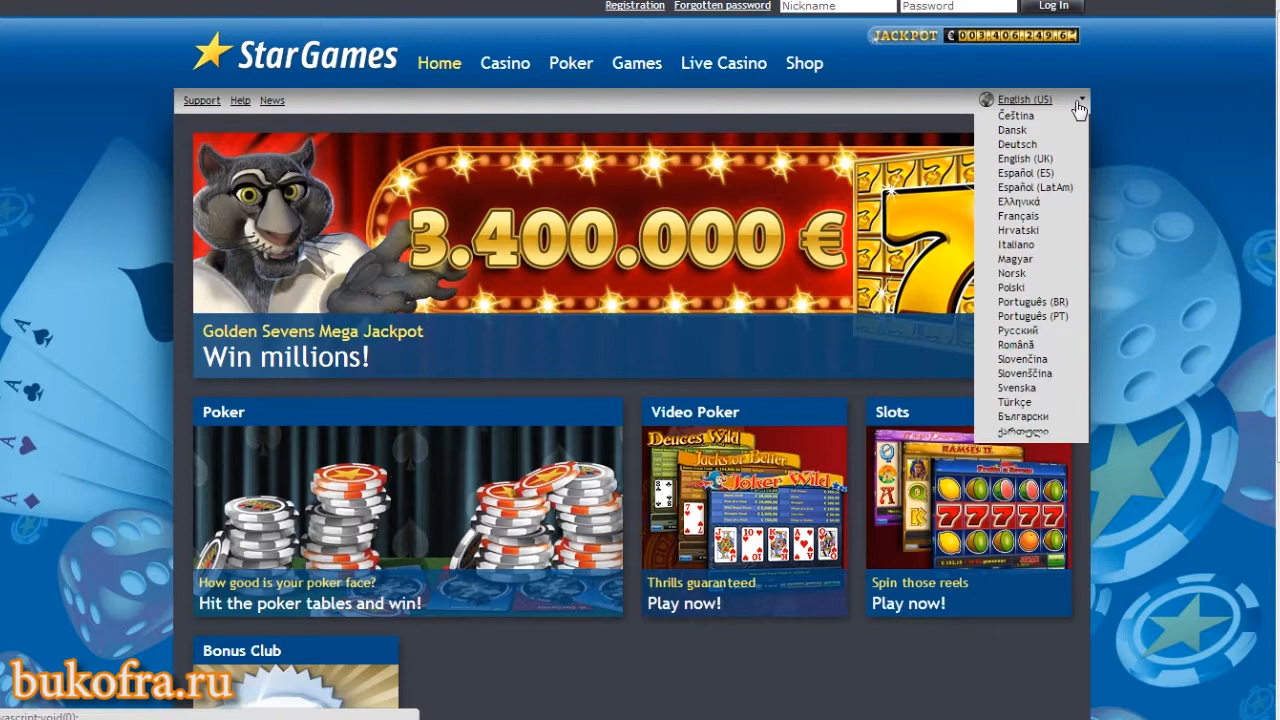 Registration Forgotten password Nickname Password Log In
JACKPOT €
StarGames
Home Casino Poker Games Live Casino Shop
Support Help News
English (US)
Čeština
Dansk
Deutsch
English (UK)
Español (ES)
Español (LatAm)
Ελληνικά
Français
Hrvatski
Italiano
Magyar
Norsk
Polski
Português (BR)
Português (PT)
Русский
Română
Slovenčina
Slovenščina
Svenska
Türkçe
Български
ქართული
3.400.000 €
7
Golden Sevens Mega Jackpot
Win millions!
Poker
Video Poker
Slots
Deuces Wild
Jacks or Better
Joker Wild
RAMSES II
How good is your poker face?
Hit the poker tables and win!
Thrills guaranteed
Play now!
Spin those reels
Play now!
Bonus Club
bukofra.ru